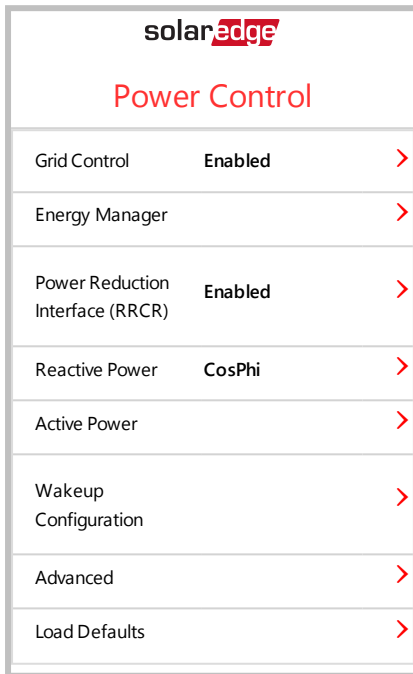 solaredge
Power Control
Grid Control Enabled
Energy Manager
Power Reduction
Interface (RRCR) Enabled
Reactive Power CosPhi
Active Power
Wakeup
Configuration
Advanced
Load Defaults